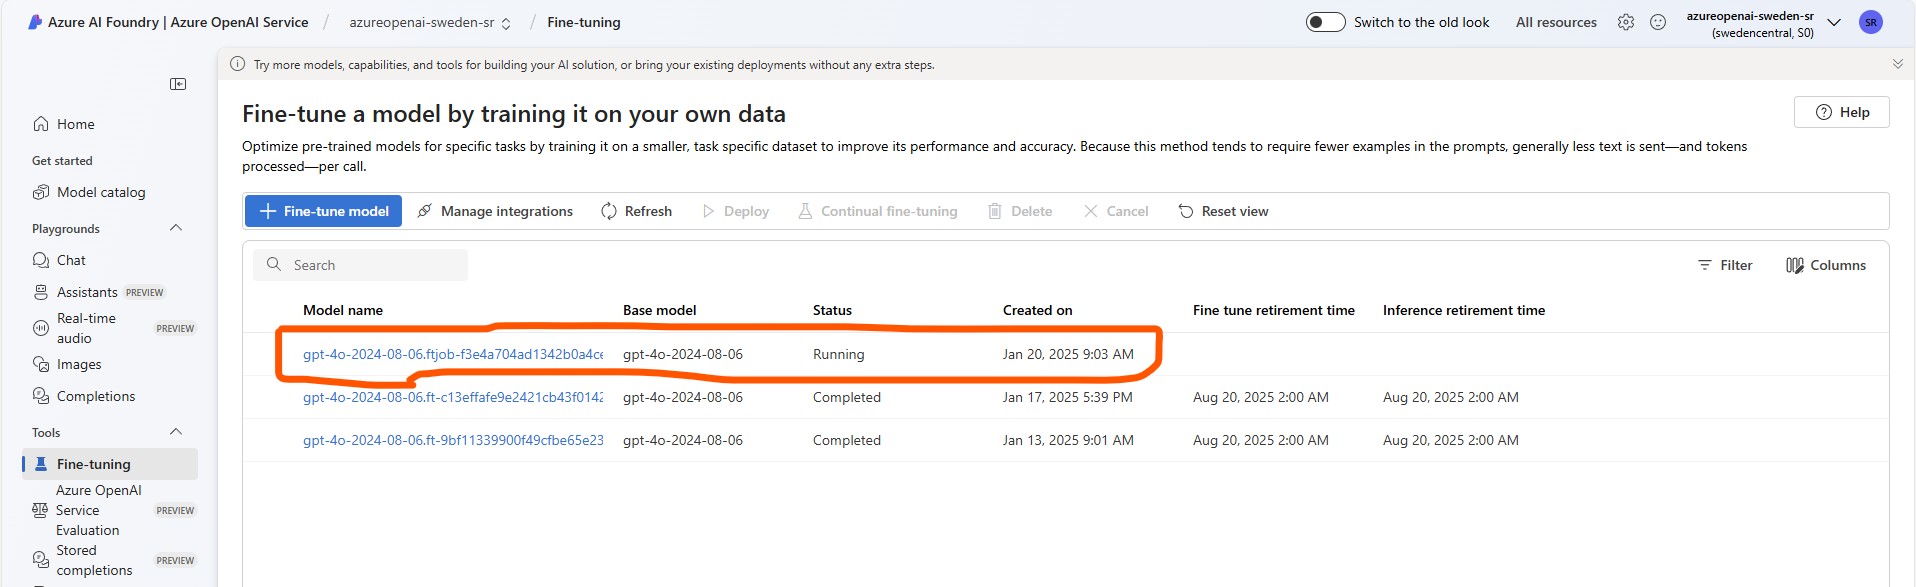 Azure AI Foundry | Azure OpenAI Service / azureopenai-sweden-sr / Fine-tuning Switch to the old look All resources azureopenai-sweden-sr (swedencentral, S0) SR
Try more models, capabilities, and tools for building your AI solution, or bring your existing deployments without any extra steps.
Home
Get started
Model catalog
Playgrounds
Chat
Assistants PREVIEW
Real-time audio PREVIEW
Images
Completions
Tools
Fine-tuning
Azure OpenAI
Service PREVIEW
Evaluation
Stored
completions PREVIEW
Fine-tune a model by training it on your own data
Help
Optimize pre-trained models for specific tasks by training it on a smaller, task specific dataset to improve its performance and accuracy. Because this method tends to require fewer examples in the prompts, generally less text is sent—and tokens
processed—per call.
Fine-tune model Manage integrations Refresh Deploy Continual fine-tuning Delete Cancel Reset view
Search Filter Columns
Model name Base model Status Created on Fine tune retirement time Inference retirement time
gpt-4o-2024-08-06.ftjob-f3e4a704ad1342b0a4ce gpt-4o-2024-08-06 Running Jan 20, 2025 9:03 AM
gpt-4o-2024-08-06.ft-c13effafe9e2421cb43f0142 gpt-4o-2024-08-06 Completed Jan 17, 2025 5:39 PM Aug 20, 2025 2:00 AM Aug 20, 2025 2:00 AM
gpt-4o-2024-08-06.ft-9bf11339900f49cfbe65e23 gpt-4o-2024-08-06 Completed Jan 13, 2025 9:01 AM Aug 20, 2025 2:00 AM Aug 20, 2025 2:00 AM